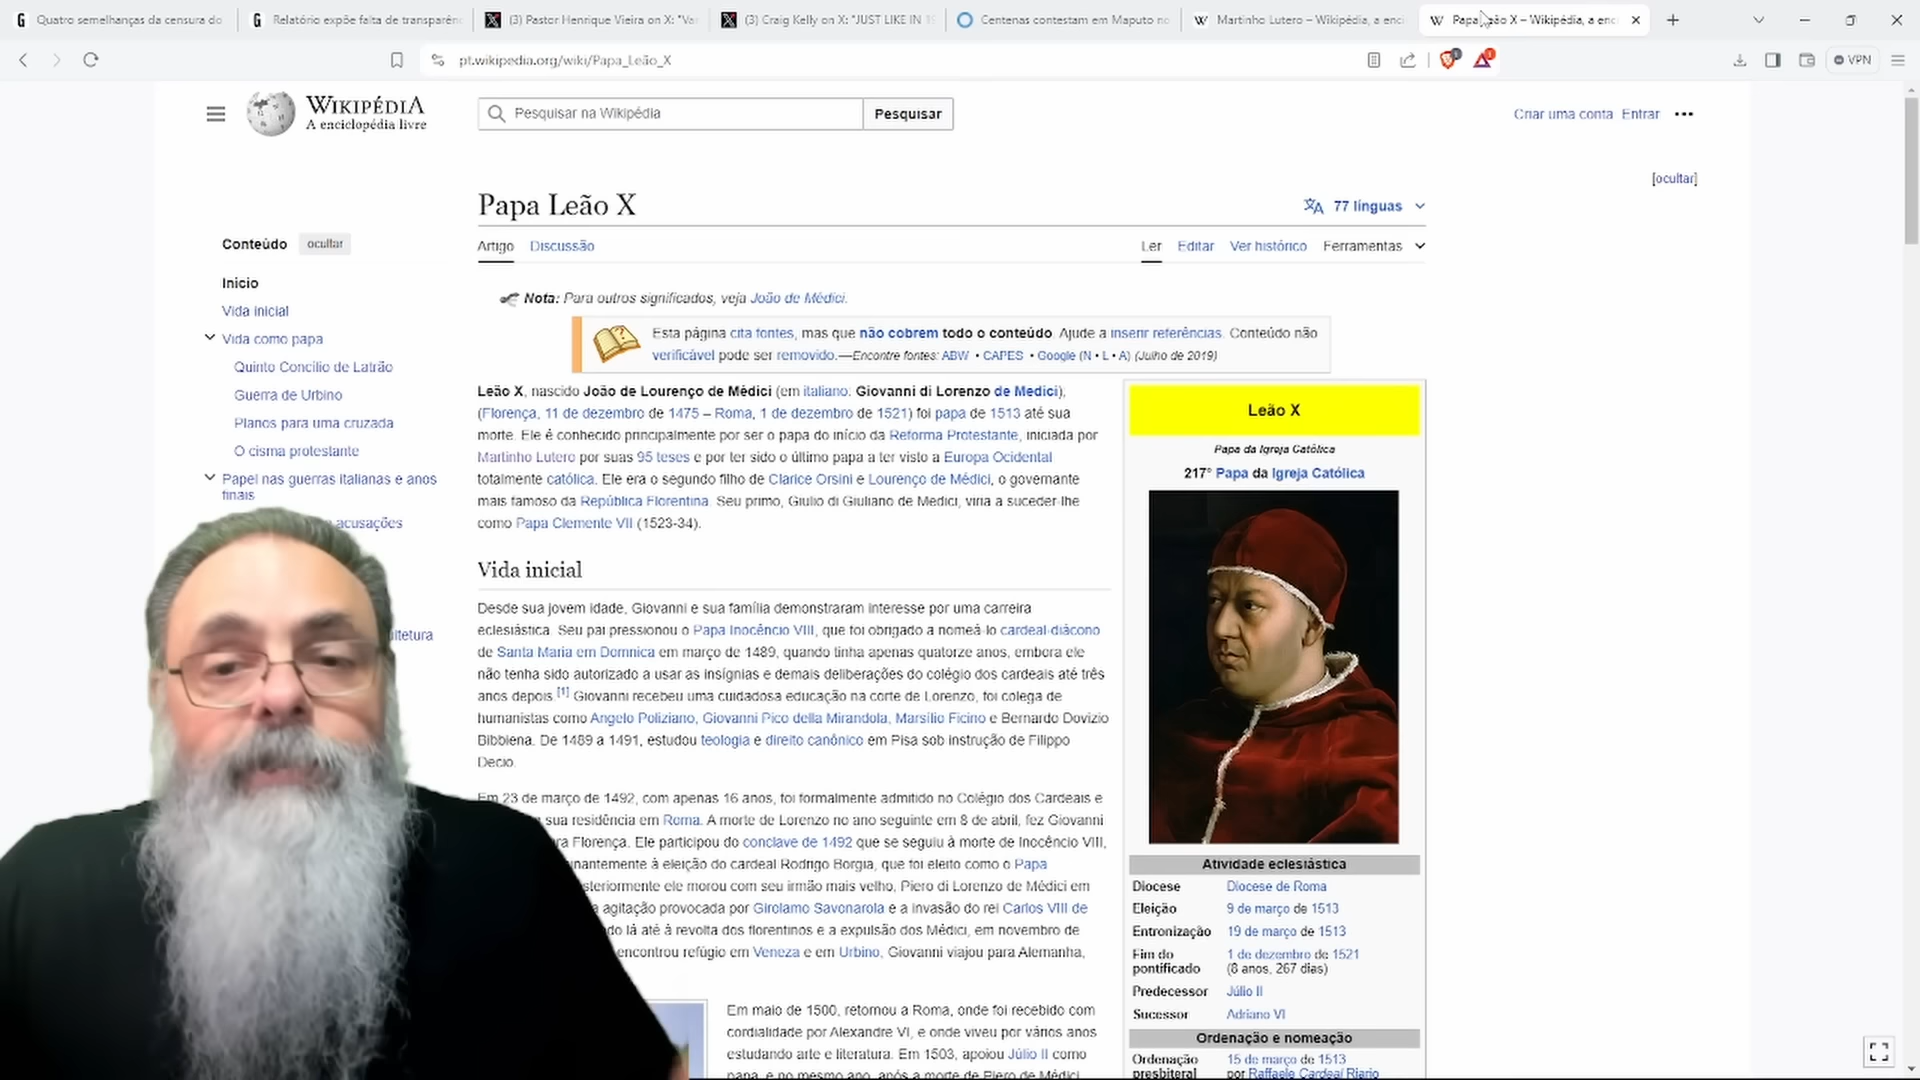 Quatro semelhanças da censura do
Relatório expõe falta de transparên
(3) Pastor Henrique Vieira on X: "Va
(3) Craig Kelly on X: "JUST LIKE IN 1
Centenas contestam em Maputo no
Martinho Lutero – Wikipédia, a enci
Papa Leão X – Wikipédia, a enc
pt.wikipedia.org/wiki/Papa_Leão_X
VPN
WIKIPÉDIA
A enciclopédia livre
Pesquisar na Wikipédia
Pesquisar
Criar uma conta Entrar
[ocultar]
Papa Leão X
77 línguas
Conteúdo ocultar
Artigo Discussão
Ler Editar Ver histórico Ferramentas
Início
Vida inicial
Vida como papa
Quinto Concílio de Latrão
Guerra de Urbino
Planos para uma cruzada
O cisma protestante
Papel nas guerras italianas e anos
finais
acusações
Nota: Para outros significados, veja João de Médici.
Esta página cita fontes, mas que não cobrem todo o conteúdo. Ajude a inserir referências. Conteúdo não
verificável pode ser removido.—Encontre fontes: ABW • CAPES • Google (N • L • A) (Julho de 2019)
Leão X, nascido João de Lourenço de Médici (em italiano: Giovanni di Lorenzo de Medici);
(Florença, 11 de dezembro de 1475 – Roma, 1 de dezembro de 1521) foi papa de 1513 até sua
morte. Ele é conhecido principalmente por ser o papa do início da Reforma Protestante, iniciada por
Martinho Lutero por suas 95 teses e por ter sido o último papa a ter visto a Europa Ocidental
totalmente católica. Ele era o segundo filho de Clarice Orsini e Lourenço de Médici, o governante
mais famoso da República Florentina. Seu primo, Giulio di Giuliano de Medici, viria a suceder-lhe
como Papa Clemente VII (1523-34).
Vida inicial
Desde sua jovem idade, Giovanni e sua família demonstraram interesse por uma carreira
eclesiástica. Seu pai pressionou o Papa Inocêncio VIII, que foi obrigado a nomeá-lo cardeal-diácono
de Santa Maria em Domnica em março de 1489, quando tinha apenas quatorze anos, embora ele
não tenha sido autorizado a usar as insígnias e demais deliberações do colégio dos cardeais até três
anos depois.[1] Giovanni recebeu uma cuidadosa educação na corte de Lorenzo, foi colega de
humanistas como Angelo Poliziano, Giovanni Pico della Mirandola, Marsílio Ficino e Bernardo Dovizio
Bibbiena. De 1489 a 1491, estudou teologia e direito canônico em Pisa sob instrução de Filippo
Decio.
Em 23 de março de 1492, com apenas 16 anos, foi formalmente admitido no Colégio dos Cardeais e
sua residência em Roma. A morte de Lorenzo no ano seguinte em 8 de abril, fez Giovanni
ra Florença. Ele participou do conclave de 1492 que se seguiu à morte de Inocêncio VIII,
nantemente à eleição do cardeal Rodrigo Borgia, que foi eleito como o Papa
steriormente ele morou com seu irmão mais velho, Piero di Lorenzo de Médici em
a agitação provocada por Girolamo Savonarola e a invasão do rei Carlos VIII de
do lá até à revolta dos florentinos e a expulsão dos Médici, em novembro de
encontrou refúgio em Veneza e em Urbino, Giovanni viajou para Alemanha,
Em maio de 1500, retornou a Roma, onde foi recebido com
cordialidade por Alexandre VI, e onde viveu por vários anos
estudando arte e literatura. Em 1503, apoiou Júlio II como
papa, e no mesmo ano, após a morte de Piero de Médici
itetura
Leão X
Papa da Igreja Católica
217° Papa da Igreja Católica
Atividade eclesiástica
Diocese Diocese de Roma
Eleição 9 de março de 1513
Entronização 19 de março de 1513
Fim do pontificado 1 de dezembro de 1521
(8 anos, 267 dias)
Predecessor Júlio II
Sucessor Adriano VI
Ordenação e nomeação
Ordenação presbiteral 15 de março de 1513
por Raffaele Cardeal Riario